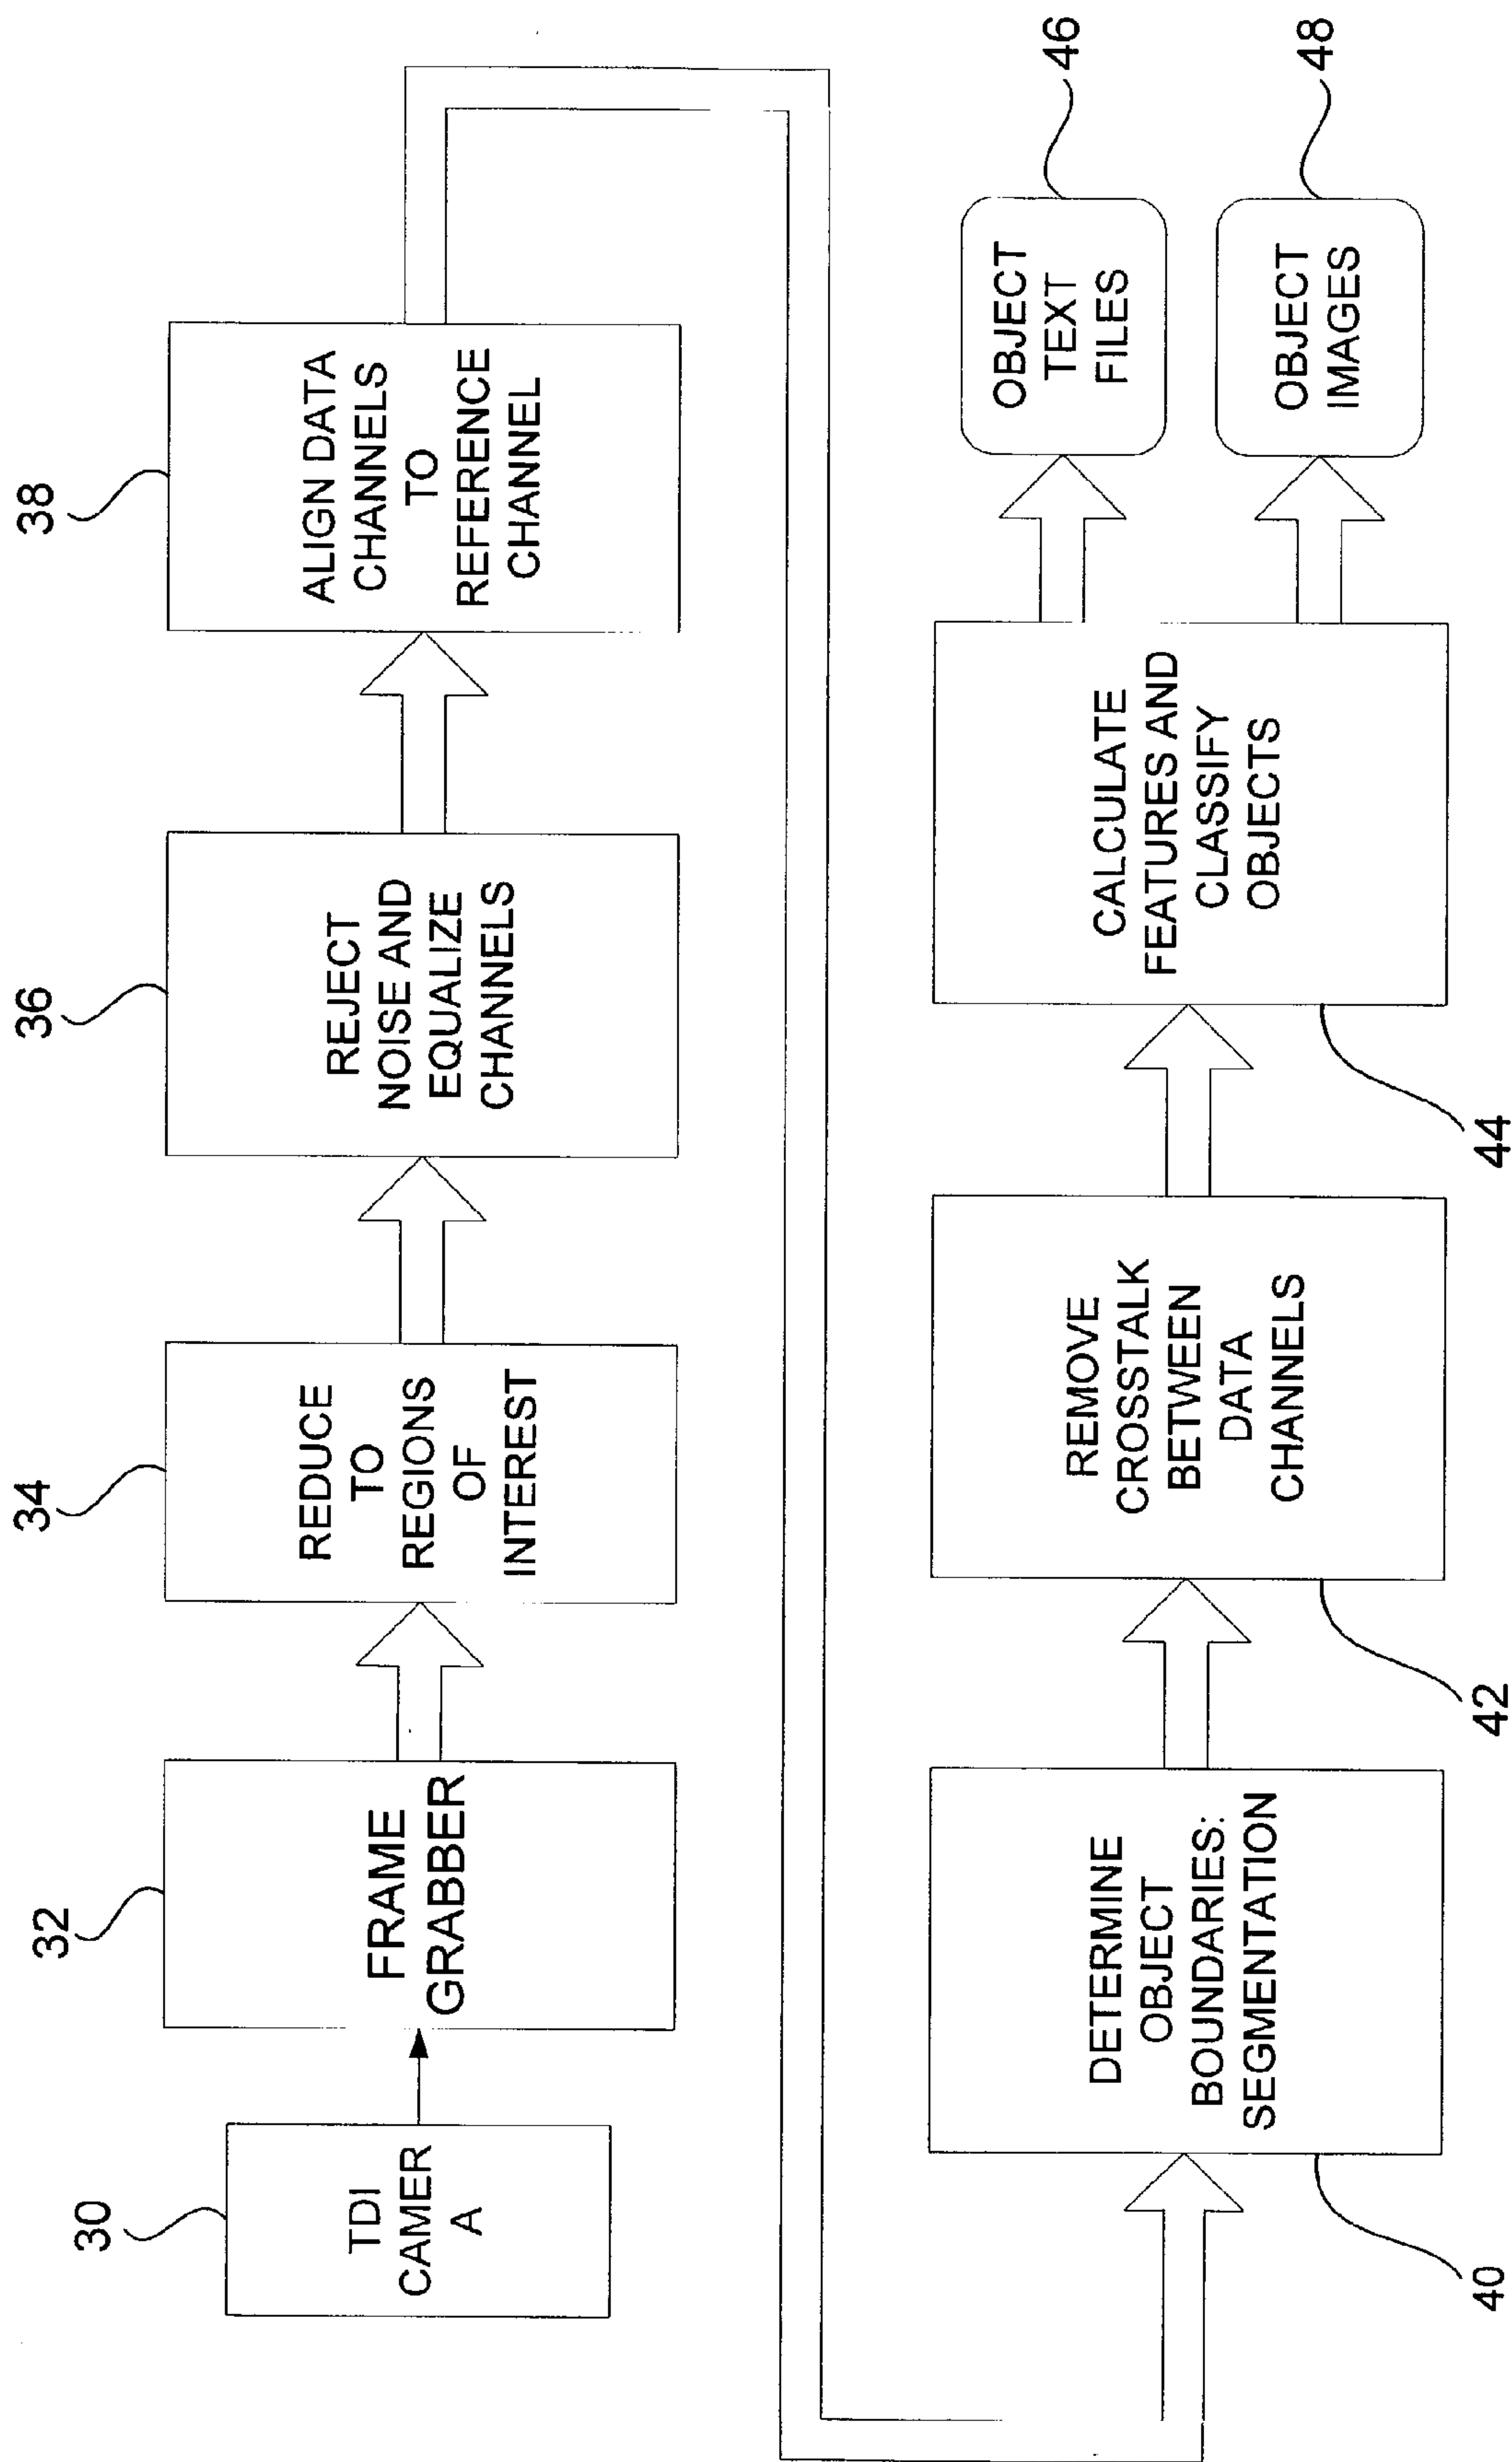 30
TDI
CAMER
A
32
FRAME
GRABBER
34
REDUCE
TO
REGIONS
OF
INTEREST
36
REJECT
NOISE AND
EQUALIZE
CHANNELS
38
ALIGN DATA
CHANNELS
TO
REFERENCE
CHANNEL
DETERMINE
OBJECT
BOUNDARIES:
SEGMENTATION
40
REMOVE
CROSSTALK
BETWEEN
DATA
CHANNELS
42
CALCULATE
FEATURES AND
CLASSIFY
OBJECTS
44
OBJECT
TEXT
FILES
46
OBJECT
IMAGES
48